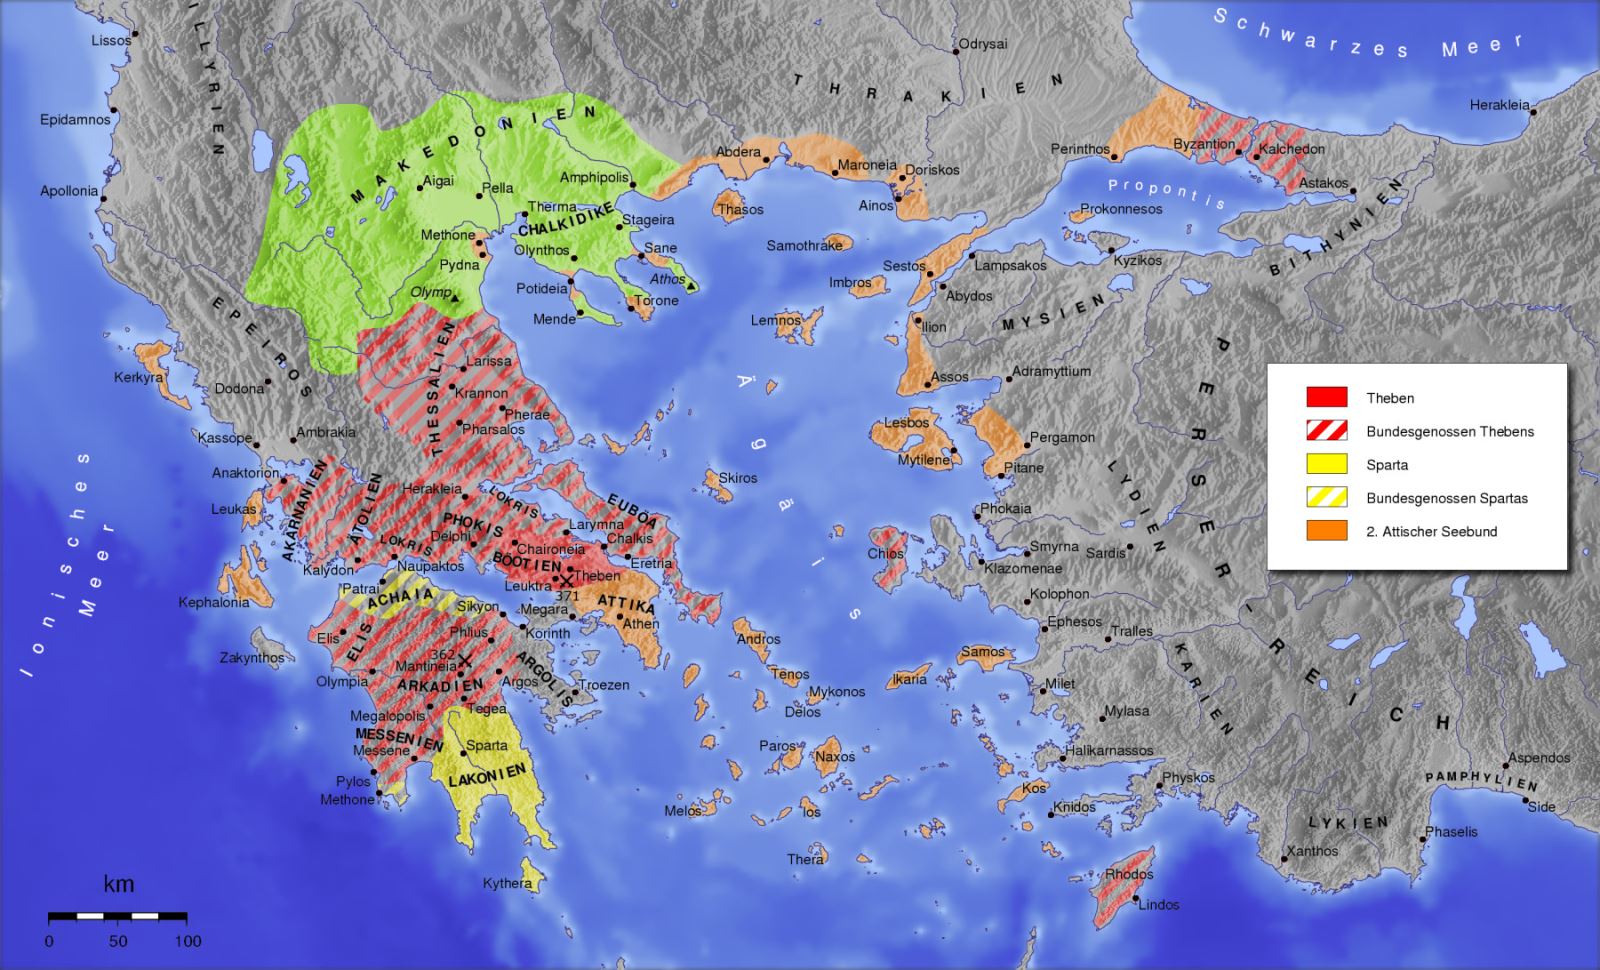 Schwarzes Meer
Lissos
ILLYRIEN
Odrysai
THRAKIEN
Herakleia
Epidamnos
MAKEDONIEN
Perinthos
Byzantion
Kalchedon
Abdera
Maroneia
Doriskos
Apollonia
Aigai
Pella
Amphipolis
Astakos
Propontis
Ainos
Thasos
Prokonnesos
Therma
CHALKIDIKE
Stageira
BITHYNIEN
Methone
Olynthos
Sane
Samothrake
Kyzikos
Pydna
Athos
Sestos
Lampsakos
Imbros
Potideia
Olymp
Torone
Abydos
Mende
Lemnos
Ilion
MYSIEN
EPEIROS
THESSALIEN
Larissa
Kerkyra
Dodona
Krannon
Assos
Adramyttium
PERSERREICH
Pherae
Pharsalos
Lesbos
Kassope
Ambrakia
Mytilene
Pergamon
Pitane
Anaktorion
AKARNANIEN
ÄTOLIEN
Herakleia
LOKRIS
EUBÖA
Skiros
Ägäis
LYDIEN
Leukas
PHOKIS
Larymna
Phokaia
Delphi
Chalkis
LOKRIS
Chaironeia
Chios
Smyrna
Sardis
Kalydon
Naupaktos
BÖOTIEN
Eretria
Klazomenae
Theben
Leuktra
371
Patrai
ACHAIA
Kephalonia
Sikyon
Megara
ATTIKA
Athen
Kolophon
Ionisches
Meer
Elis
ELIS
Phlius
Korinth
Ephesos
Tralles
Andros
Zakynthos
362
Mantineia
ARGOLIS
Samos
KARIEN
Olympia
ARKADIEN
Argos
Troezen
Tenos
Ikaria
Milet
Mykonos
Delos
Megalopolis
Tegea
Mylasa
MESSENIEN
Messene
Sparta
Paros
Naxos
Halikarnassos
Aspendos
PAMPHYLIEN
LAKONIEN
Pylos
Methone
Kos
Physkos
Side
Melos
Ios
Knidos
LYKIEN
Phaselis
Thera
Xanthos
Kythera
Rhodos
Lindos
km
0 50 100
Theben
Bundesgenossen Thebens
Sparta
Bundesgenossen Spartas
2. Attischer Seebund